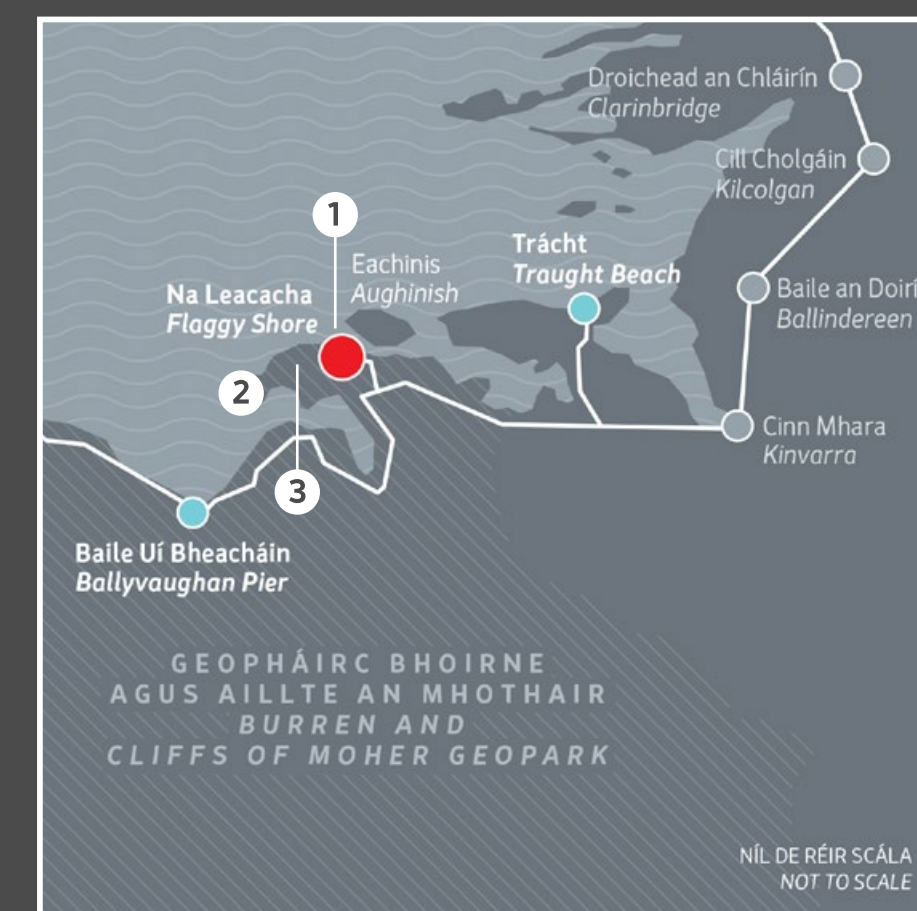 Droichead an Chláirín
Clarinbridge
Cill Cholgáin
Kilcolgan
1
Eachinis
Aughinish
Trácht
Traught Beach
Na Leacacha
Flaggy Shore
Baile an Doirí
Ballindereen
2
Cinn Mhara
Kinvarra
3
Baile Uí Bheacháin
Ballyvaughan Pier
GEOPHÁIRC BHOIRNE
AGUS AILLTE AN MHOTHAIR
BURREN AND
CLIFFS OF MOHER GEOPARK
NÍL DE RÉIR SCÁLA
NOT TO SCALE